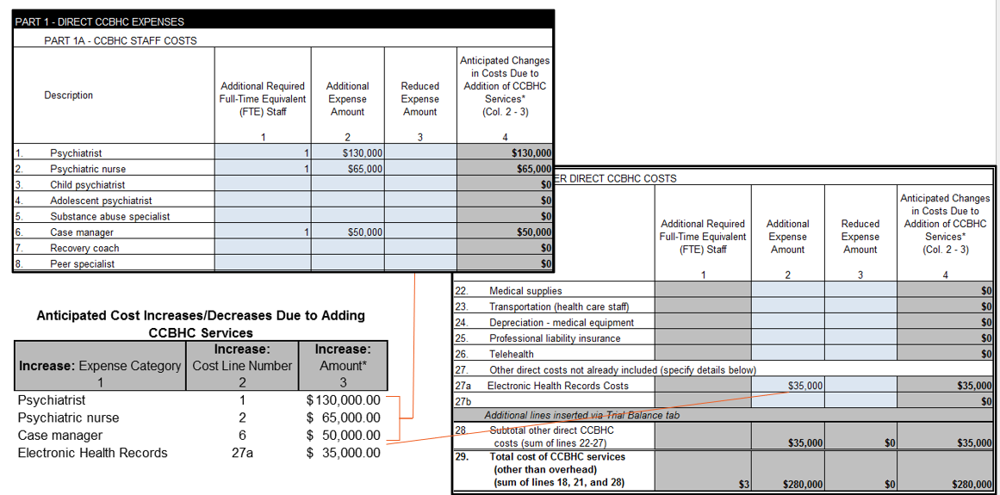 PART 1 - DIRECT CCBHC EXPENSES
PART 1A - CCBHC STAFF COSTS
Description
Additional Required
Full-Time Equivalent
(FTE) Staff
1
Additional
Expense
Amount
2
Reduced
Expense
Amount
3
Anticipated Changes
in Costs Due to
Addition of CCBHC
Services*
(Col. 2 - 3)
4
1. Psychiatrist 1 $130,000 $130,000
2. Psychiatric nurse 1 $65,000 $65,000
3. Child psychiatrist $0
4. Adolescent psychiatrist $0
5. Substance abuse specialist $0
6. Case manager 1 $50,000 $50,000
7. Recovery coach $0
8. Peer specialist $0
ER DIRECT CCBHC COSTS
Additional Required
Full-Time Equivalent
(FTE) Staff
1
Additional
Expense
Amount
2
Reduced
Expense
Amount
3
Anticipated Changes
in Costs Due to
Addition of CCBHC
Services*
(Col. 2 - 3)
4
22. Medical supplies $0
23. Transportation (health care staff) $0
24. Depreciation - medical equipment $0
25. Professional liability insurance $0
26. Telehealth $0
27. Other direct costs not already included (specify details below)
27a Electronic Health Records Costs $35,000 $35,000
27b $0
Additional lines inserted via Trial Balance tab
28. Subtotal other direct CCBHC
costs (sum of lines 22-27) $35,000 $0 $35,000
29. Total cost of CCBHC services
(other than overhead)
(sum of lines 18, 21, and 28) $3 $280,000 $0 $280,000
Anticipated Cost Increases/Decreases Due to Adding
CCBHC Services
Increase: Expense Category
1
Increase:
Cost Line Number
2
Increase:
Amount*
3
Psychiatrist 1 $130,000.00
Psychiatric nurse 2 $ 65,000.00
Case manager 6 $ 50,000.00
Electronic Health Records 27a $ 35,000.00